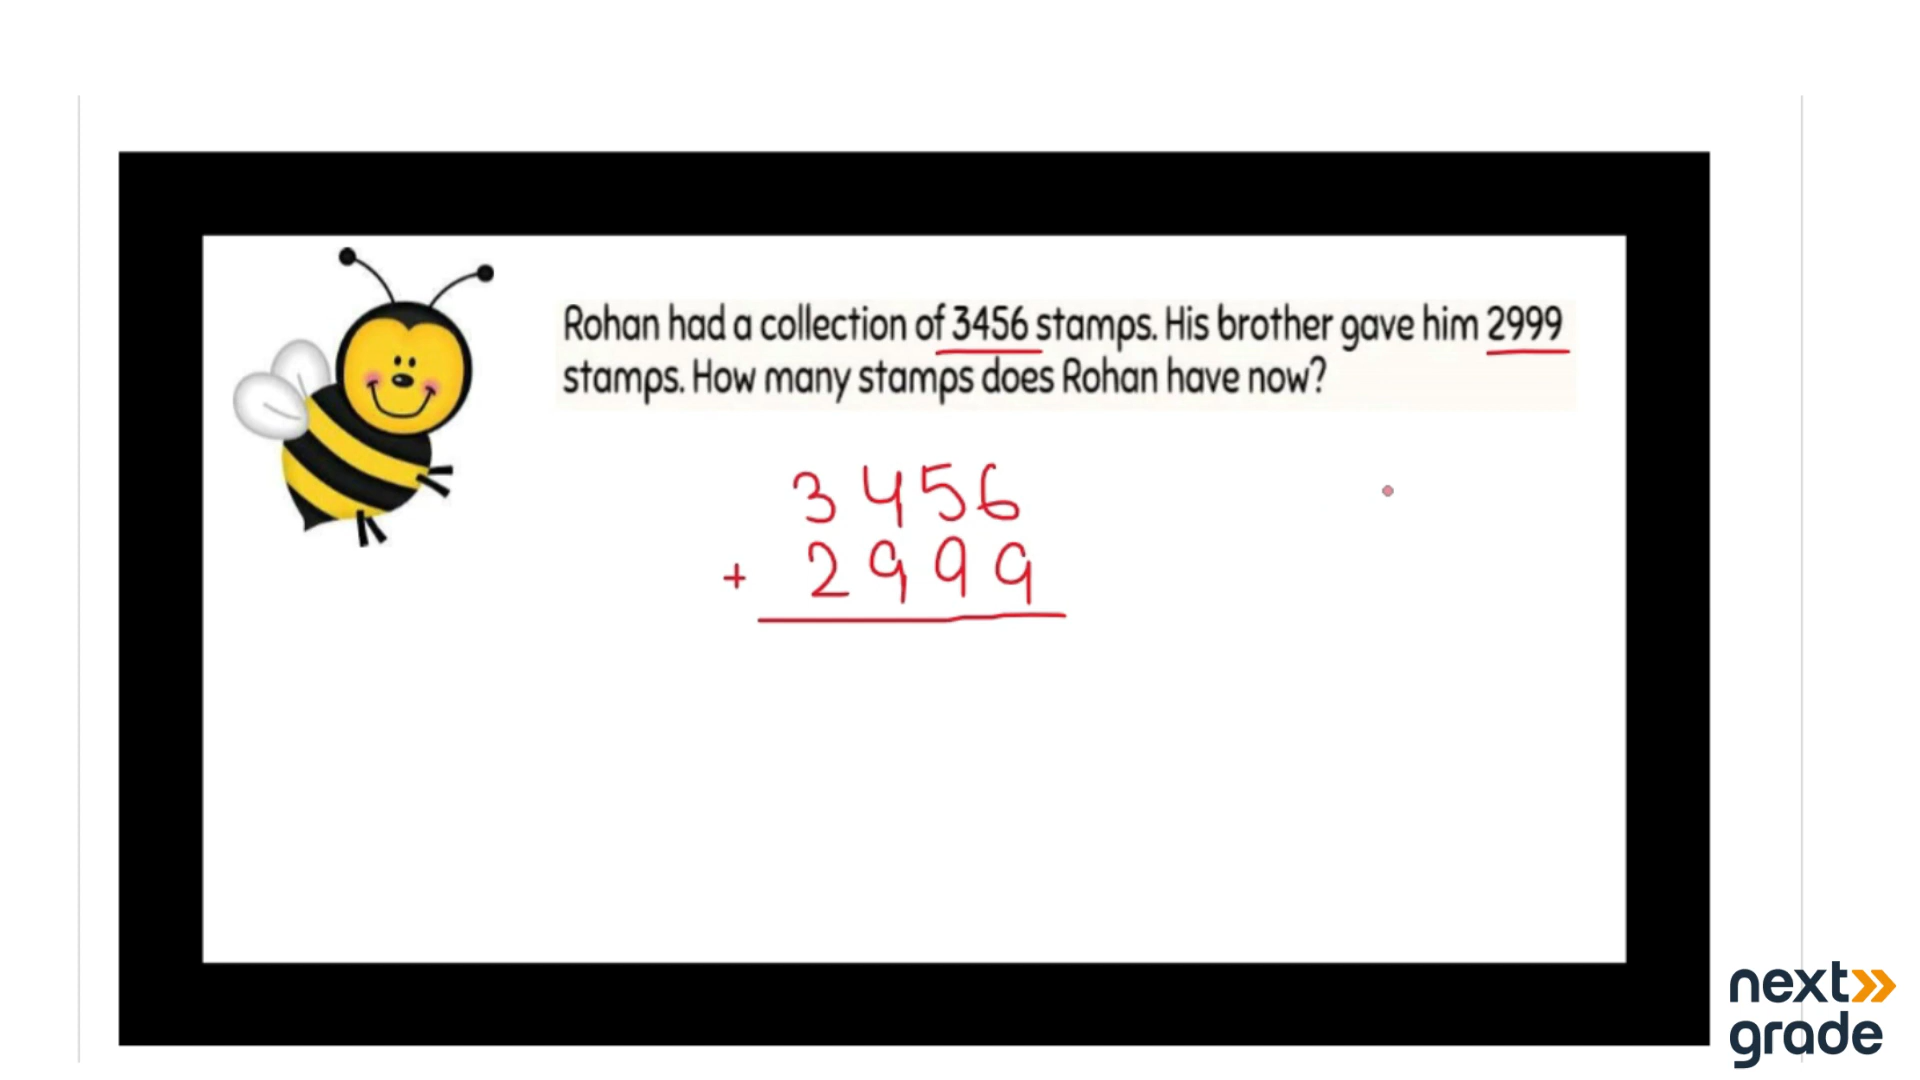 Rohan had a collection of 3456 stamps. His brother gave him 2999
stamps. How many stamps does Rohan have now?
3456
+ 2999
next
grade